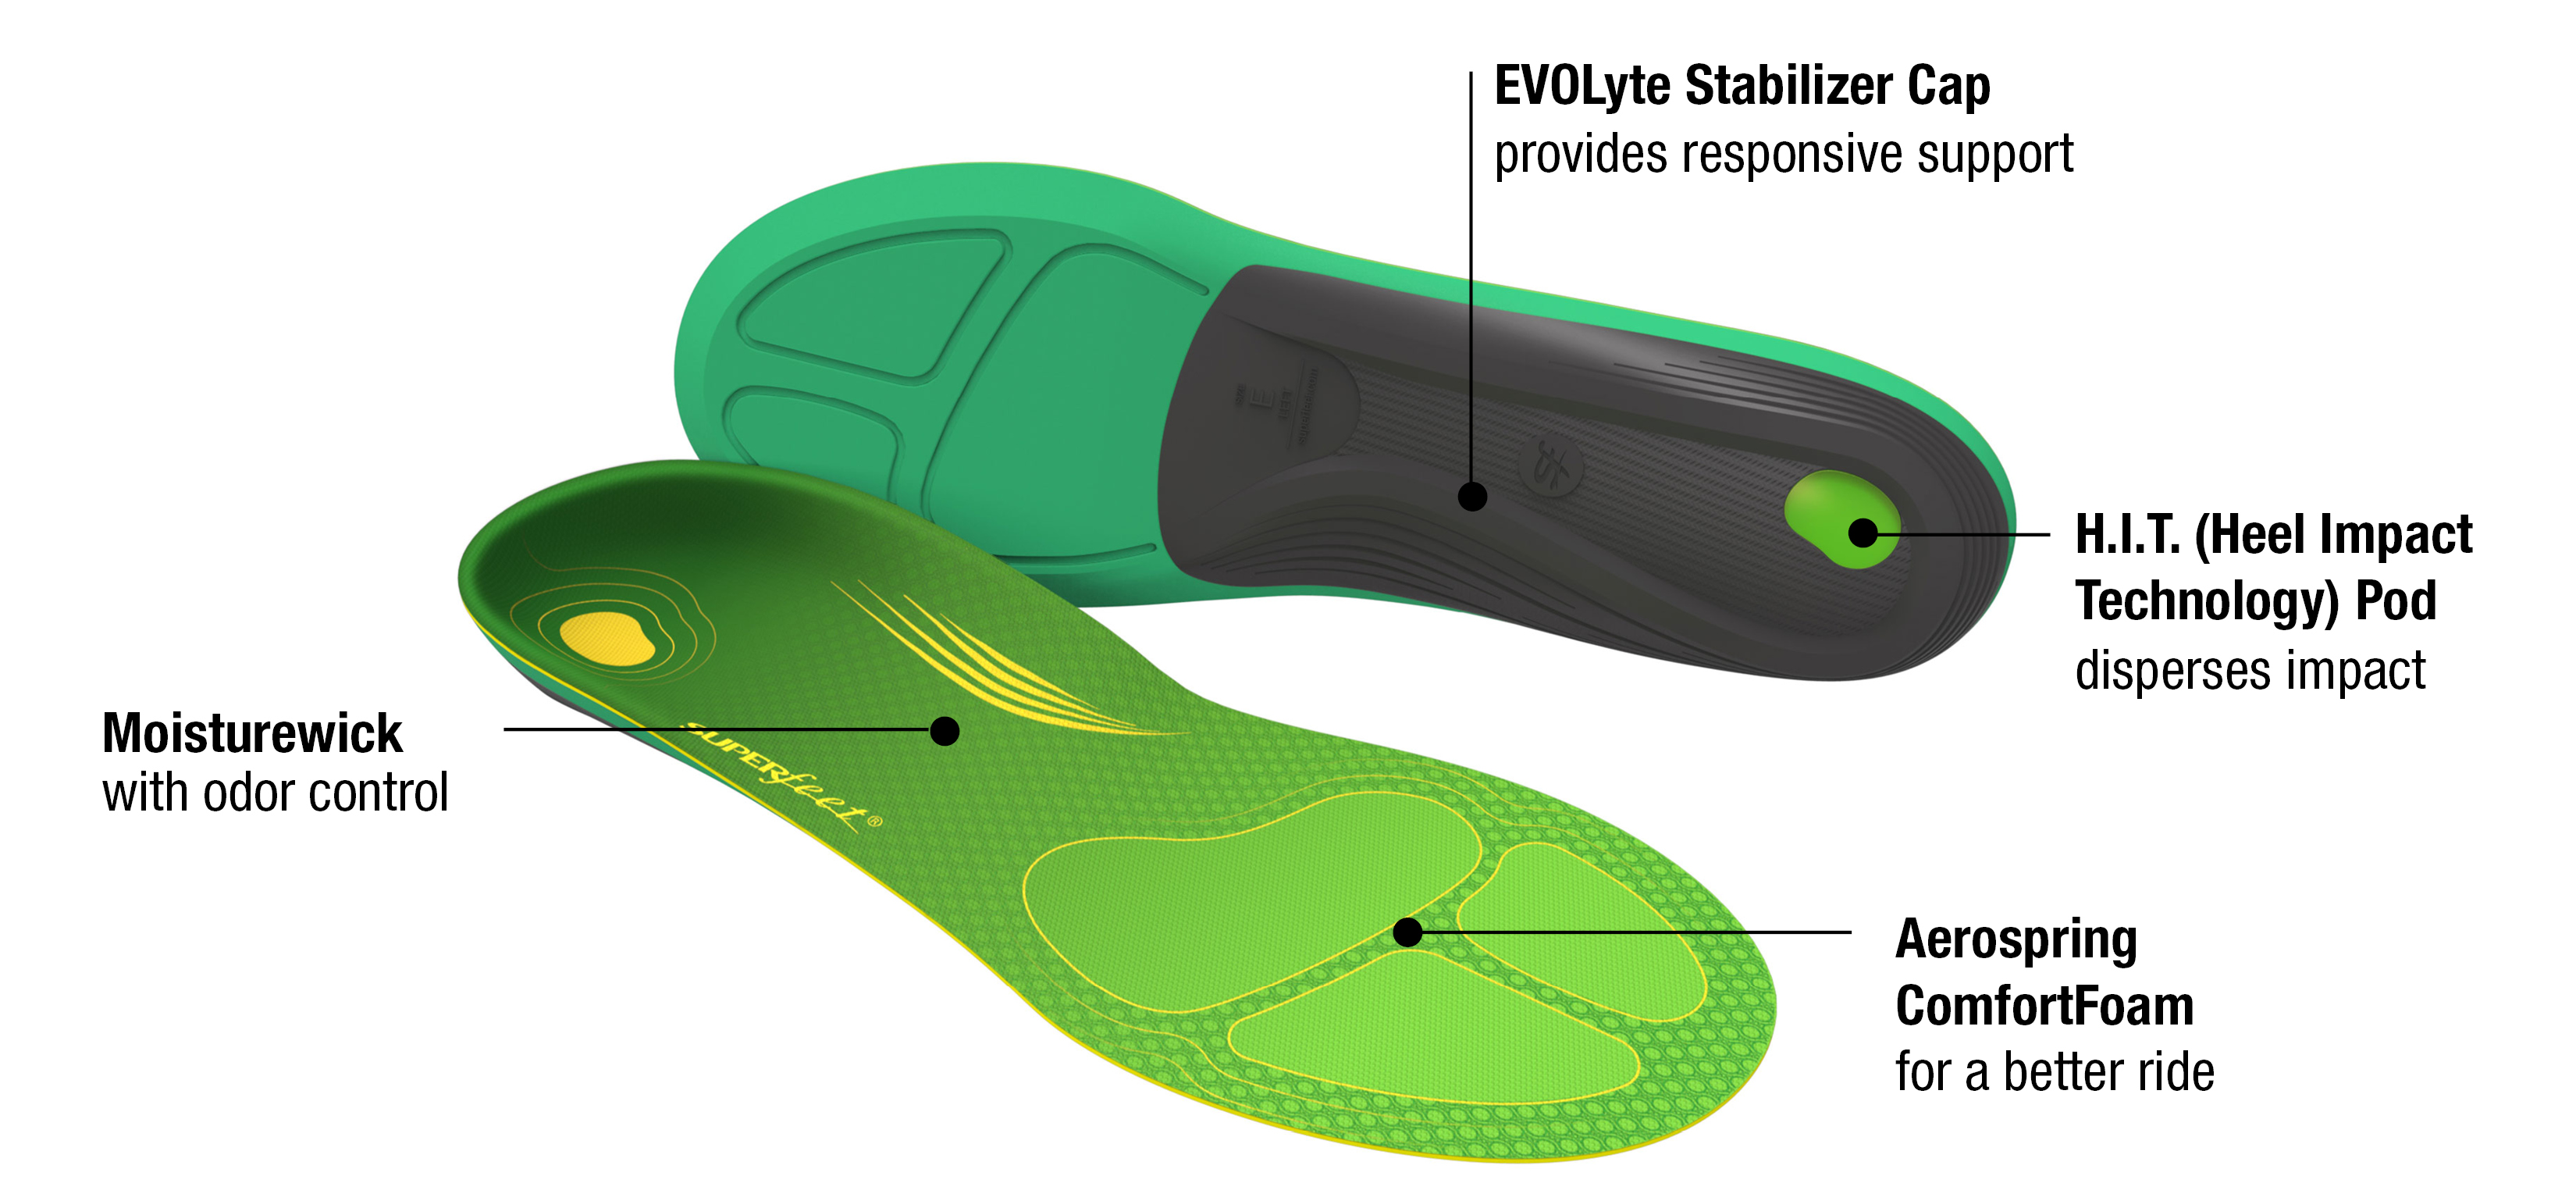 EVOLyte Stabilizer Cap
provides responsive support
H.I.T. (Heel Impact
Technology) Pod
disperses impact
Moisturewick
with odor control
SUPERfeet®
Aerospring
ComfortFoam
for a better ride
E